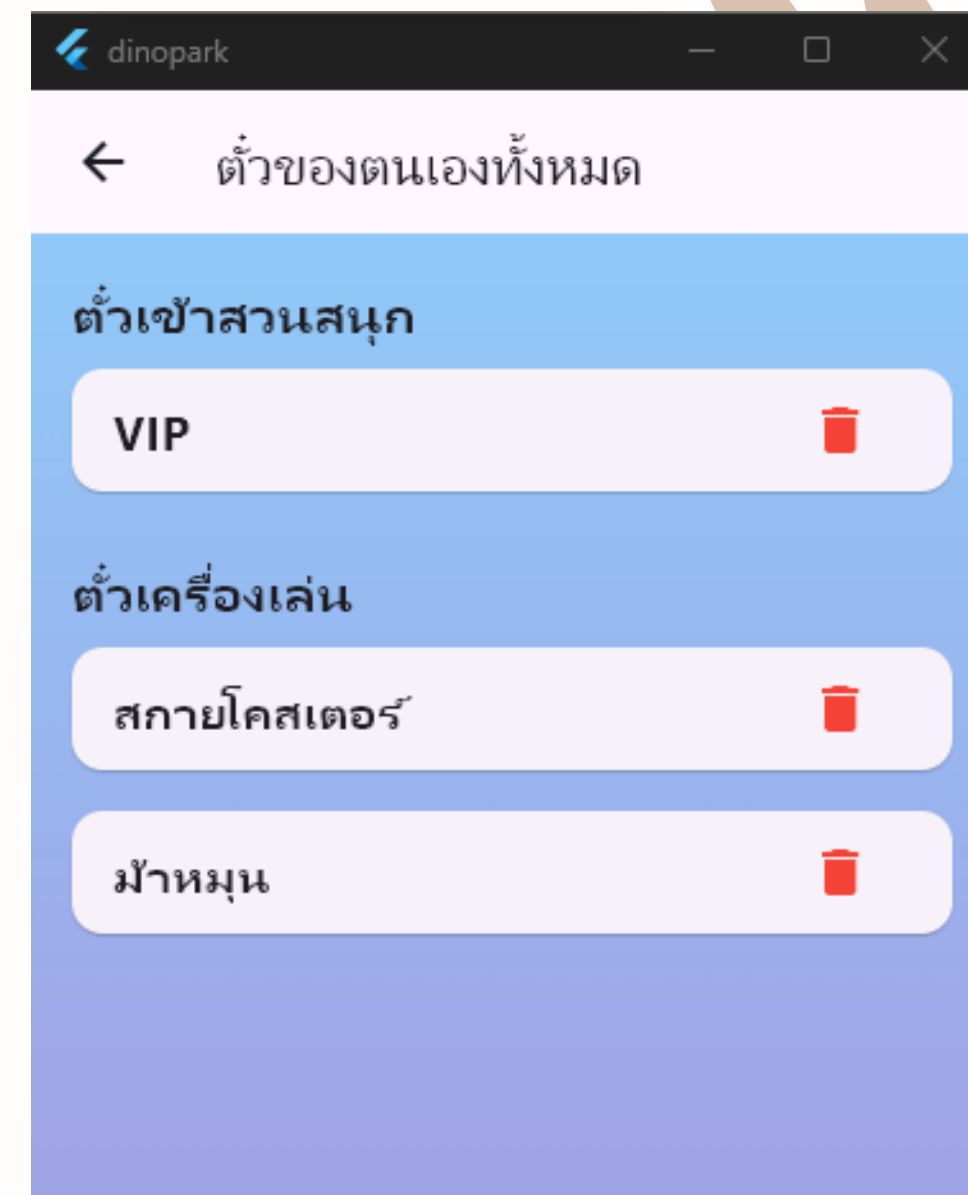 dinopark
ตั๋วของตนเองทั้งหมด
ตั๋วเข้าสวนสนุก
VIP
ตั๋วเครื่องเล่น
สกายโคสเตอร์
ม้าหมุน